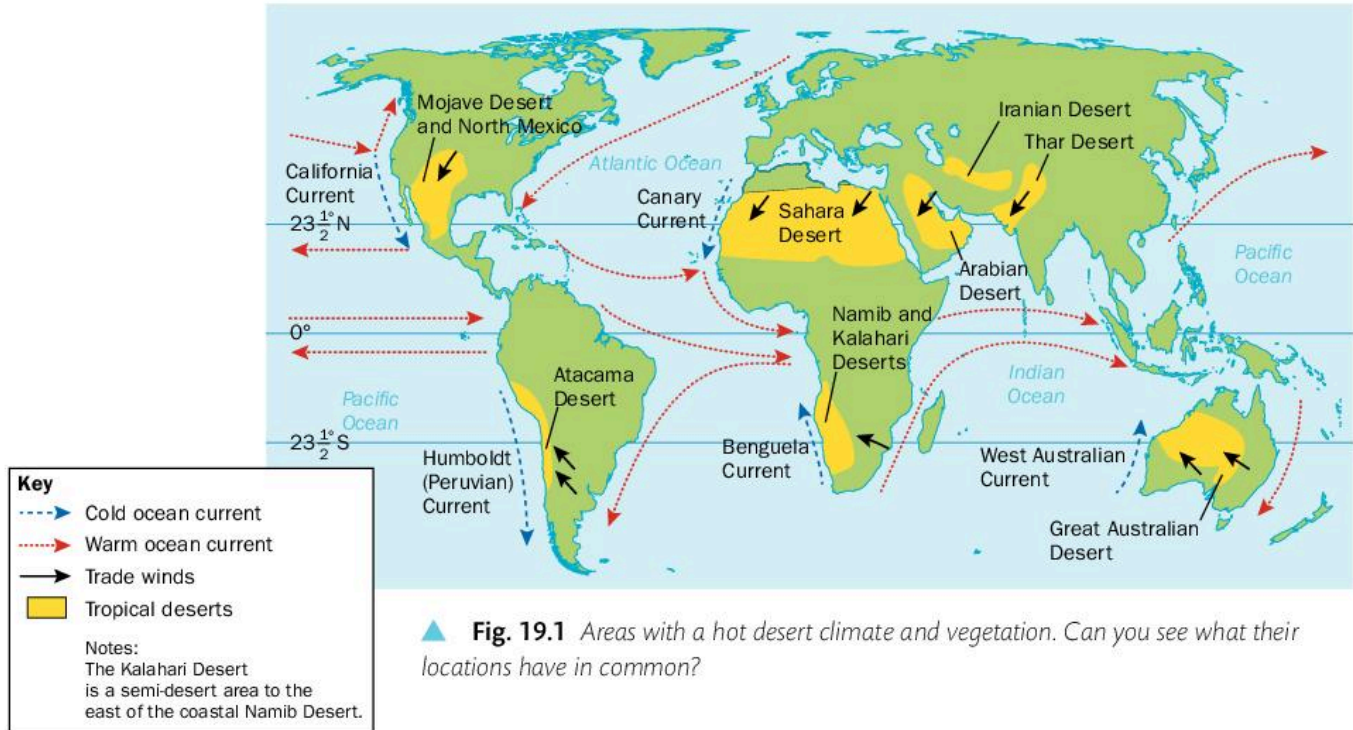 Mojave Desert
and North Mexico
Iranian Desert
Thar Desert
Atlantic Ocean
California
Current
Canary
Current
Sahara
Desert
23 1/2° N
Pacific
Ocean
Arabian
Desert
Namib and
Kalahari
Deserts
0°
Atacama
Desert
Indian
Ocean
Pacific
Ocean
23 1/2° S
Humboldt
(Peruvian)
Current
Benguela
Current
West Australian
Current
Great Australian
Desert
Key
Cold ocean current
Warm ocean current
Trade winds
Tropical deserts
Notes:
The Kalahari Desert
is a semi-desert area to the
east of the coastal Namib Desert.
Fig. 19.1 Areas with a hot desert climate and vegetation. Can you see what their
locations have in common?